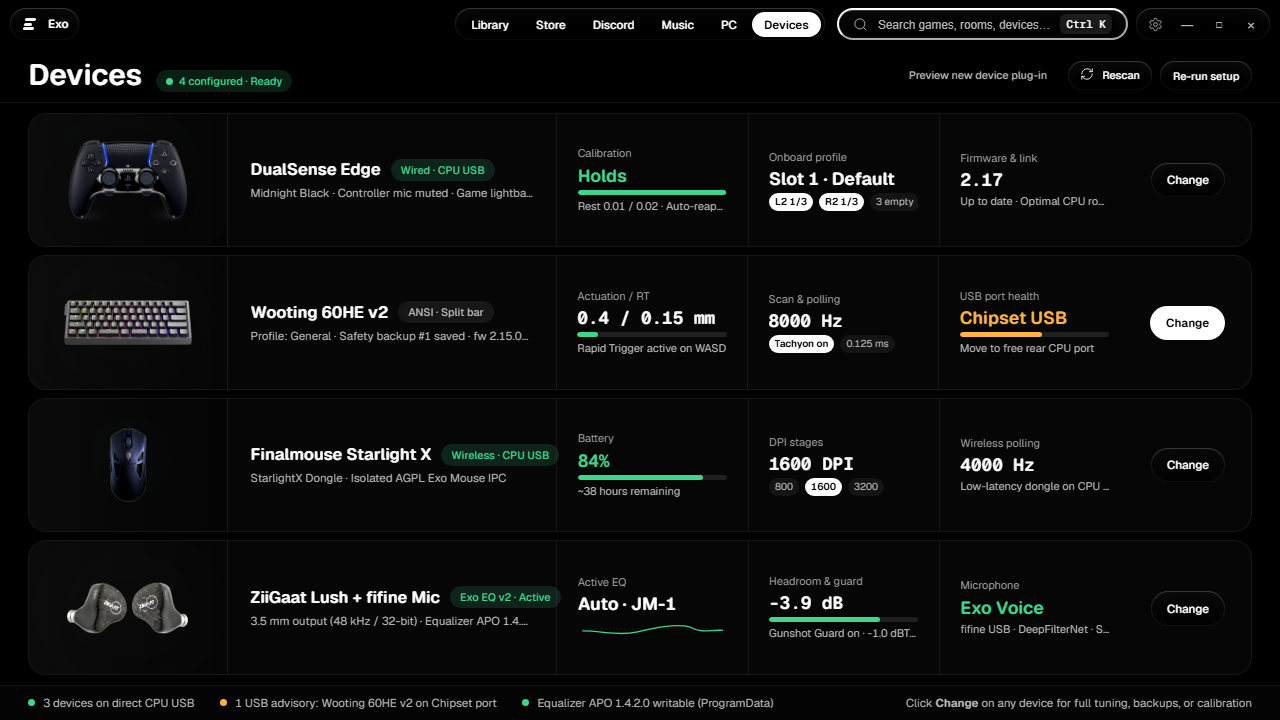 Exo
Library Store Discord Music PC Devices
Search games, rooms, devices… Ctrl K
Devices
4 configured · Ready
Preview new device plug-in
Rescan
Re-run setup
DualSense Edge
Wired · CPU USB
Midnight Black · Controller mic muted · Game lightba…
Calibration
Holds
Rest 0.01 / 0.02 · Auto-reap…
Onboard profile
Slot 1 · Default
L2 1/3 R2 1/3 3 empty
Firmware & link
2.17
Up to date · Optimal CPU ro…
Change
Wooting 60HE v2
ANSI · Split bar
Profile: General · Safety backup #1 saved · fw 2.15.0…
Actuation / RT
0.4 / 0.15 mm
Rapid Trigger active on WASD
Scan & polling
8000 Hz
Tachyon on 0.125 ms
USB port health
Chipset USB
Move to free rear CPU port
Change
Finalmouse Starlight X
Wireless · CPU USB
StarlightX Dongle · Isolated AGPL Exo Mouse IPC
Battery
84%
~38 hours remaining
DPI stages
1600 DPI
800 1600 3200
Wireless polling
4000 Hz
Low-latency dongle on CPU …
Change
ZiiGaat Lush + fifine Mic
Exo EQ v2 · Active
3.5 mm output (48 kHz / 32-bit) · Equalizer APO 1.4.…
Active EQ
Auto · JM-1
Headroom & guard
-3.9 dB
Gunshot Guard on · -1.0 dBT…
Microphone
Exo Voice
fifine USB · DeepFilterNet · S…
Change
3 devices on direct CPU USB
1 USB advisory: Wooting 60HE v2 on Chipset port
Equalizer APO 1.4.2.0 writable (ProgramData)
Click Change on any device for full tuning, backups, or calibration